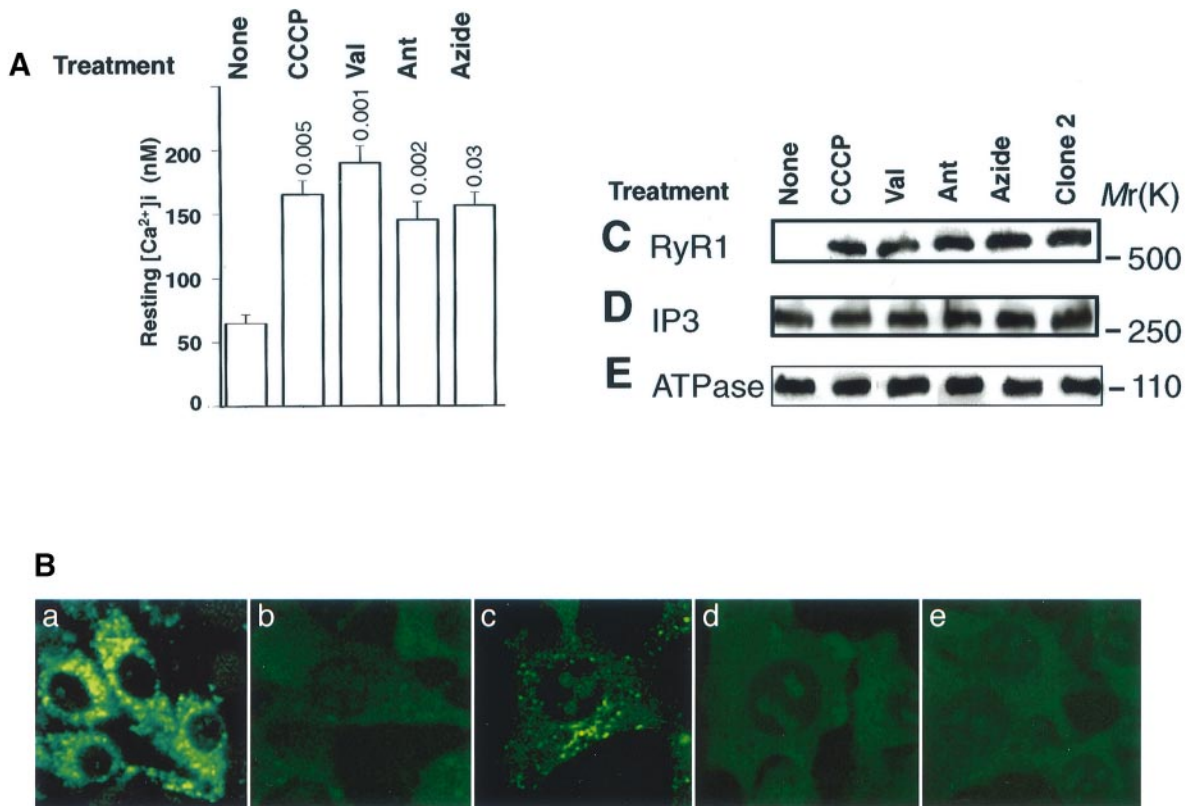 A Treatment None CCCP Val Ant Azide
Resting [Ca²⁺]i (nM)
200
150
100
50
0
0.005
0.001
0.002
0.03
Treatment None CCCP Val Ant Azide Clone 2 Mr(K)
C RyR1 – 500
D IP3 – 250
E ATPase – 110
B
a b c d e